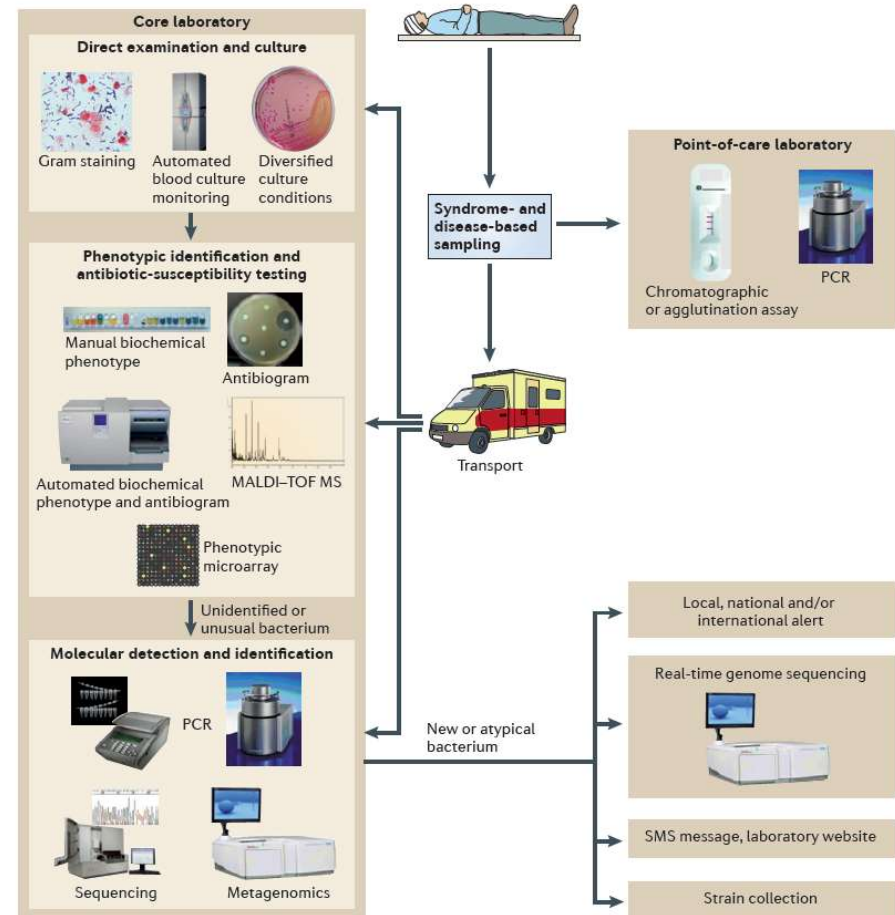 Core laboratory
Direct examination and culture
Gram staining
Automated
blood culture
monitoring
Diversified
culture
conditions
Phenotypic identification and
antibiotic-susceptibility testing
Manual biochemical
phenotype
Antibiogram
Automated biochemical
phenotype and antibiogram
MALDI–TOF MS
Phenotypic
microarray
Unidentified or
unusual bacterium
Molecular detection and identification
PCR
Sequencing
Metagenomics
Syndrome- and
disease-based
sampling
Transport
Point-of-care laboratory
Chromatographic
or agglutination assay
PCR
New or atypical
bacterium
Local, national and/or
international alert
Real-time genome sequencing
SMS message, laboratory website
Strain collection